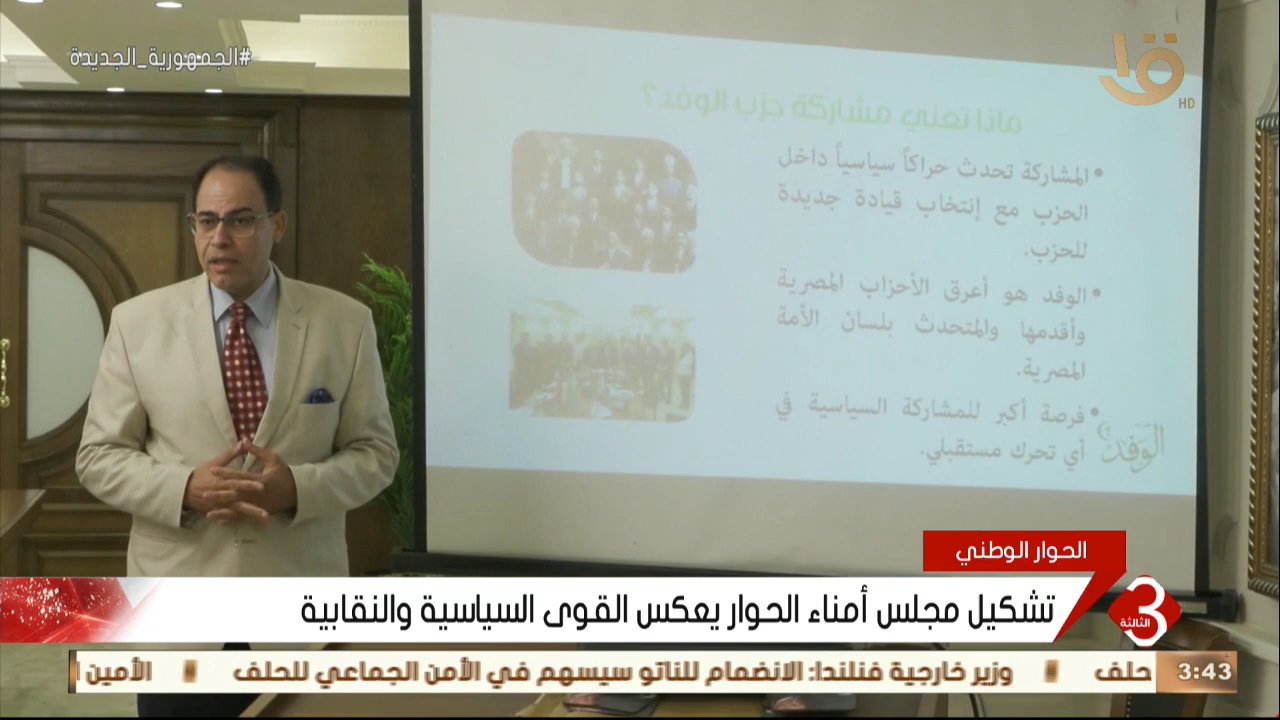 #الجمهورية_الجديدة
HD
ماذا تعني مشاركة حزب الوفد؟
• المشاركة تحدث حراكاً سياسياً داخل
الحزب مع إنتخاب قيادة جديدة
للحزب.
• الوفد هو أعرق الأحزاب المصرية
وأقدمها والمتحدث بلسان الأمة
المصرية.
• فرصة أكبر للمشاركة السياسية في
أي تحرك مستقبلي.
الوفد
الحوار الوطني
3
الثالثة
تشكيل مجلس أمناء الحوار يعكس القوى السياسية والنقابية
3:43
حلف
وزير خارجية فنلندا: الانضمام للناتو سيسهم في الأمن الجماعي للحلف
الأمين